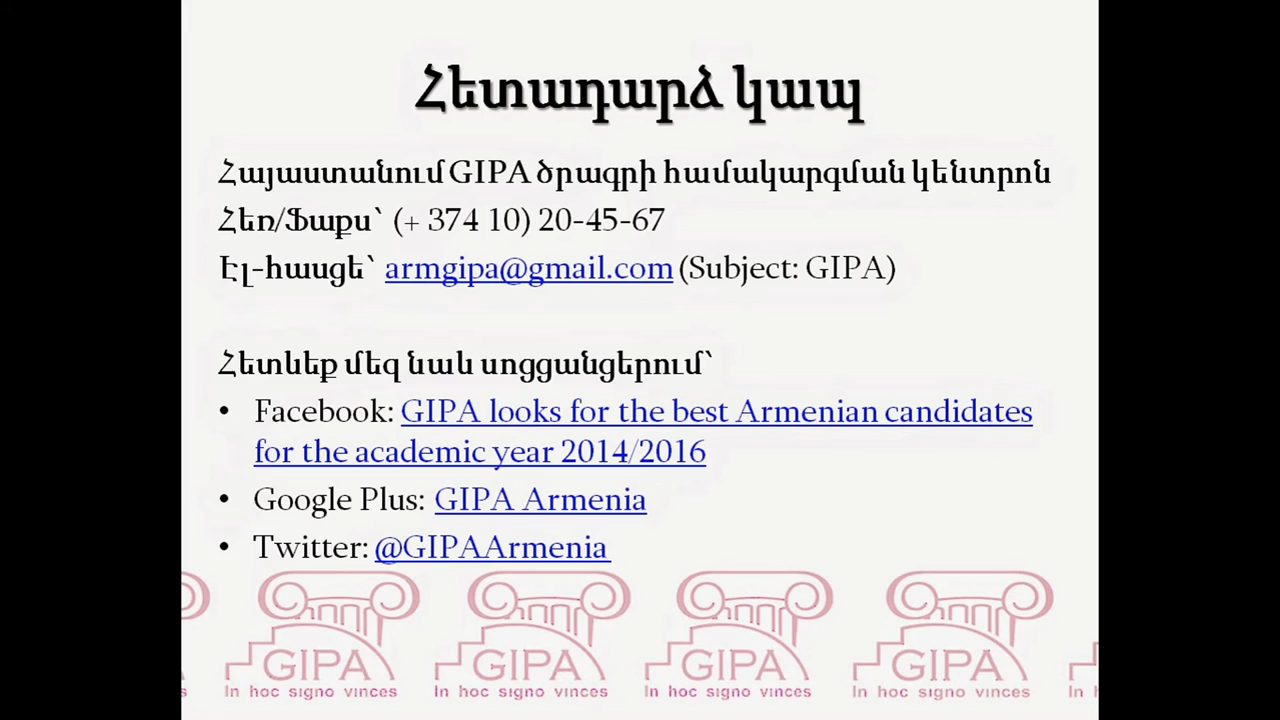 Հետադարձ կապ
Հայաստանում GIPA ծրագրի համակարգման կենտրոն
Հեռ/Ֆաքս՝ (+ 374 10) 20-45-67
Էլ-հասցե՝ armgipa@gmail.com (Subject: GIPA)
Հետևեք մեզ նաև սոցցանցերում՝
• Facebook: GIPA looks for the best Armenian candidates
for the academic year 2014/2016
• Google Plus: GIPA Armenia
• Twitter: @GIPAArmenia
GIPA GIPA GIPA GIPA
In hoc signo vinces In hoc signo vinces In hoc signo vinces In hoc signo vinces